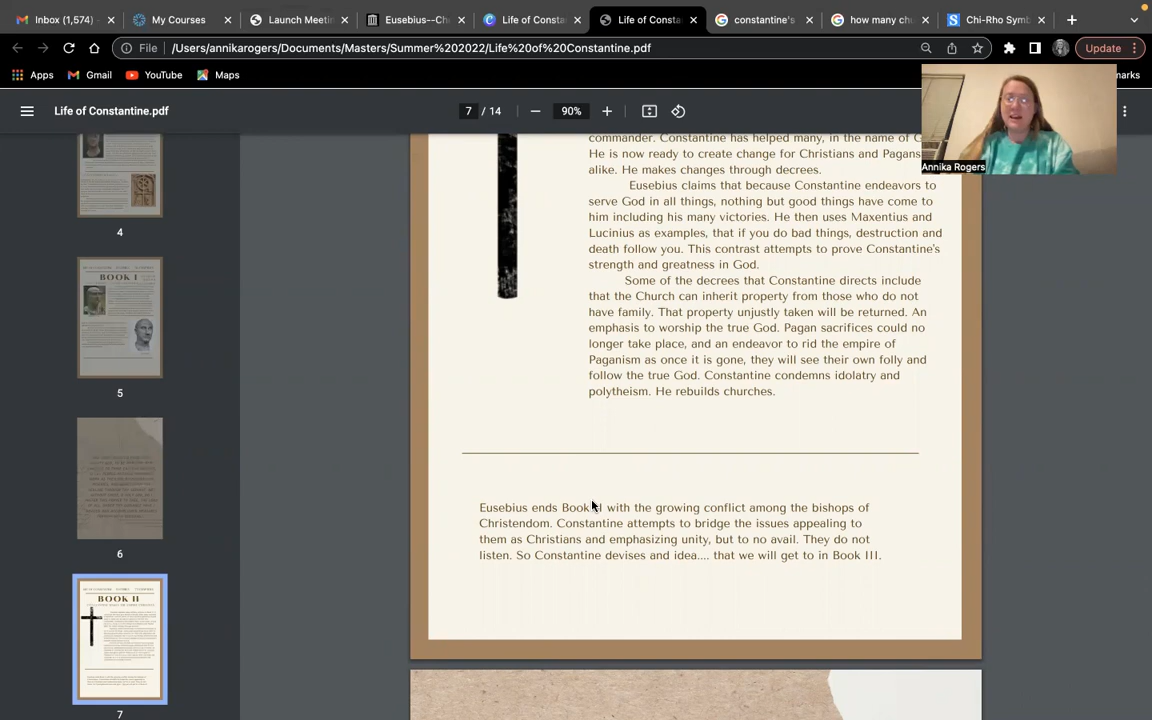 Inbox (1,574)
My Courses
Launch Meetin
Eusebius--Ch
Life of Consta
Life of Consta
constantine's
how many ch
Chi-Rho Symb
File
/Users/annikarogers/Documents/Masters/Summer%202022/Life%20of%20Constantine.pdf
Update
Apps
Gmail
YouTube
Maps
marks
Life of Constantine.pdf
7 / 14
90%
Annika Rogers
4
BOOK I
5
6
BOOK II
7
commander. Constantine has helped many, in the name of G
He is now ready to create change for Christians and Pagans
alike. He makes changes through decrees.
Eusebius claims that because Constantine endeavors to
serve God in all things, nothing but good things have come to
him including his many victories. He then uses Maxentius and
Lucinius as examples, that if you do bad things, destruction and
death follow you. This contrast attempts to prove Constantine's
strength and greatness in God.
Some of the decrees that Constantine directs include
that the Church can inherit property from those who do not
have family. That property unjustly taken will be returned. An
emphasis to worship the true God. Pagan sacrifices could no
longer take place, and an endeavor to rid the empire of
Paganism as once it is gone, they will see their own folly and
follow the true God. Constantine condemns idolatry and
polytheism. He rebuilds churches.
Eusebius ends Book II with the growing conflict among the bishops of
Christendom. Constantine attempts to bridge the issues appealing to
them as Christians and emphasizing unity, but to no avail. They do not
listen. So Constantine devises and idea.... that we will get to in Book III.